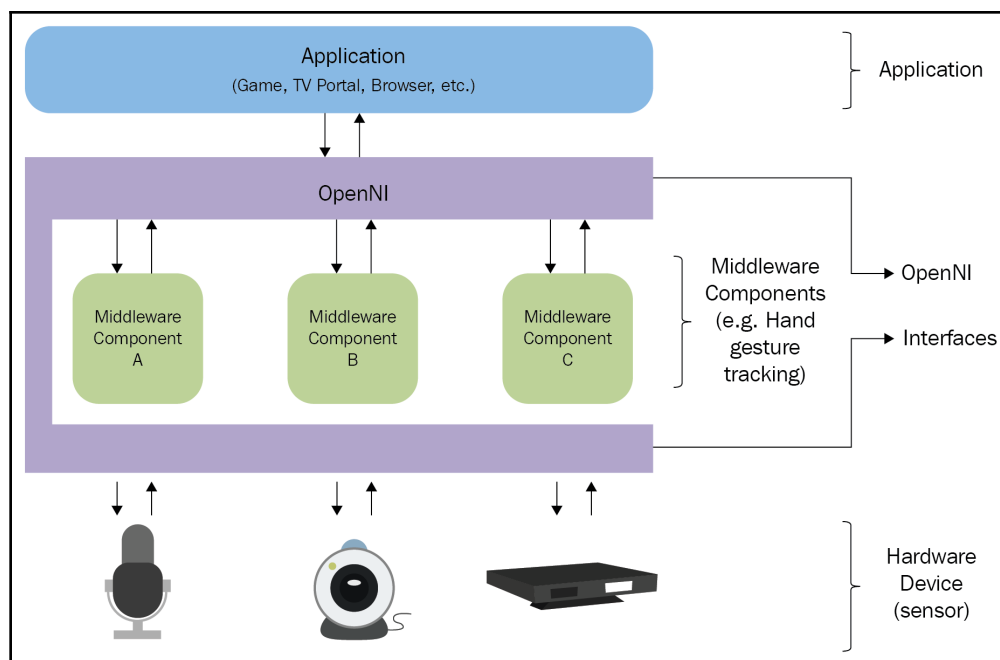 Application
(Game, TV Portal, Browser, etc.)
Application
OpenNI
Middleware
Component
A
Middleware
Component
B
Middleware
Component
C
Middleware
Components
(e.g. Hand
gesture
tracking)
OpenNI
Interfaces
Hardware
Device
(sensor)